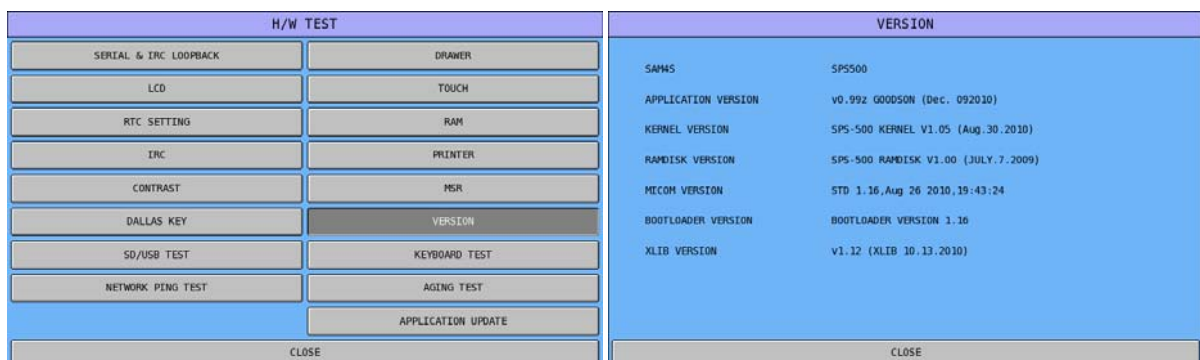 H/W TEST
SERIAL & IRC LOOPBACK
DRAWER
LCD
TOUCH
RTC SETTING
RAM
IRC
PRINTER
CONTRAST
MSR
DALLAS KEY
VERSION
SD/USB TEST
KEYBOARD TEST
NETWORK PING TEST
AGING TEST
APPLICATION UPDATE
CLOSE
VERSION
SAM4S SPS500
APPLICATION VERSION v0.99z GOODSON (Dec. 092010)
KERNEL VERSION SPS-500 KERNEL V1.05 (Aug.30.2010)
RAMDISK VERSION SPS-500 RAMDISK V1.00 (JULY.7.2009)
MICOM VERSION STD 1.16,Aug 26 2010,19:43:24
BOOTLOADER VERSION BOOTLOADER VERSION 1.16
XLIB VERSION v1.12 (XLIB 10.13.2010)
CLOSE